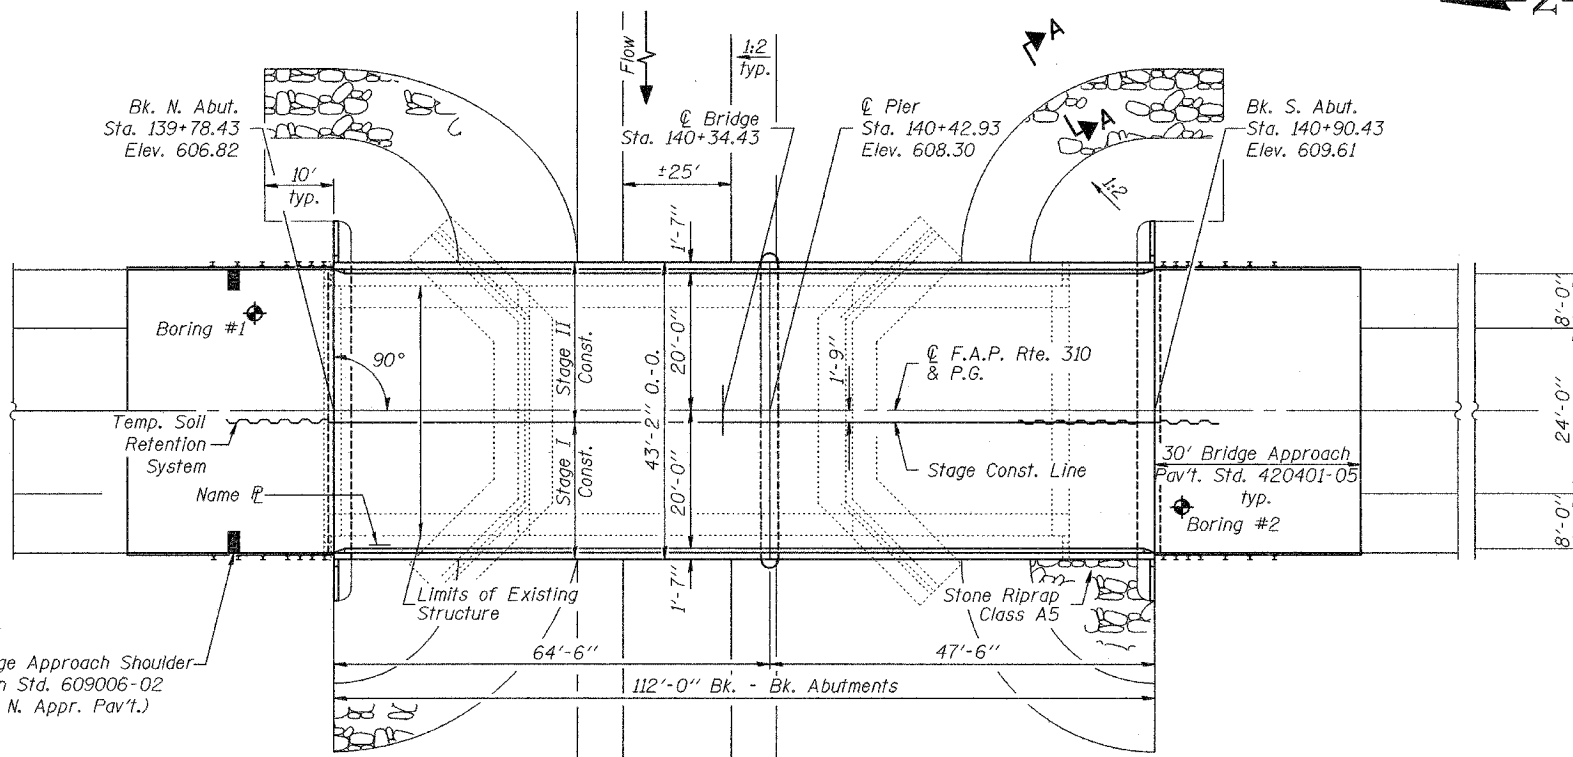 N
A
1:2
typ.
Flow
Bk. N. Abut.
Sta. 139+78.43
Elev. 606.82
℄ Bridge
Sta. 140+34.43
℄ Pier
Sta. 140+42.93
Elev. 608.30
A
Bk. S. Abut.
Sta. 140+90.43
Elev. 609.61
10'
typ.
±25'
1:2
1'-7"
Boring #1
90°
Stage II
Const.
20'-0"
1'-9"
℄ F.A.P. Rte. 310
& P.G.
8'-0"
24'-0"
8'-0"
43'-2" O.-O.
Temp. Soil
Retention
System
Stage I
Const.
20'-0"
Stage Const. Line
30' Bridge Approach
Pav't. Std. 420401-05
typ.
Name ℙL
Boring #2
Limits of Existing
Structure
1'-7"
Stone Riprap
Class A5
64'-6"
47'-6"
112'-0" Bk. - Bk. Abutments
Approach Shoulder
Std. 609006-02
N. Appr. Pav't.)